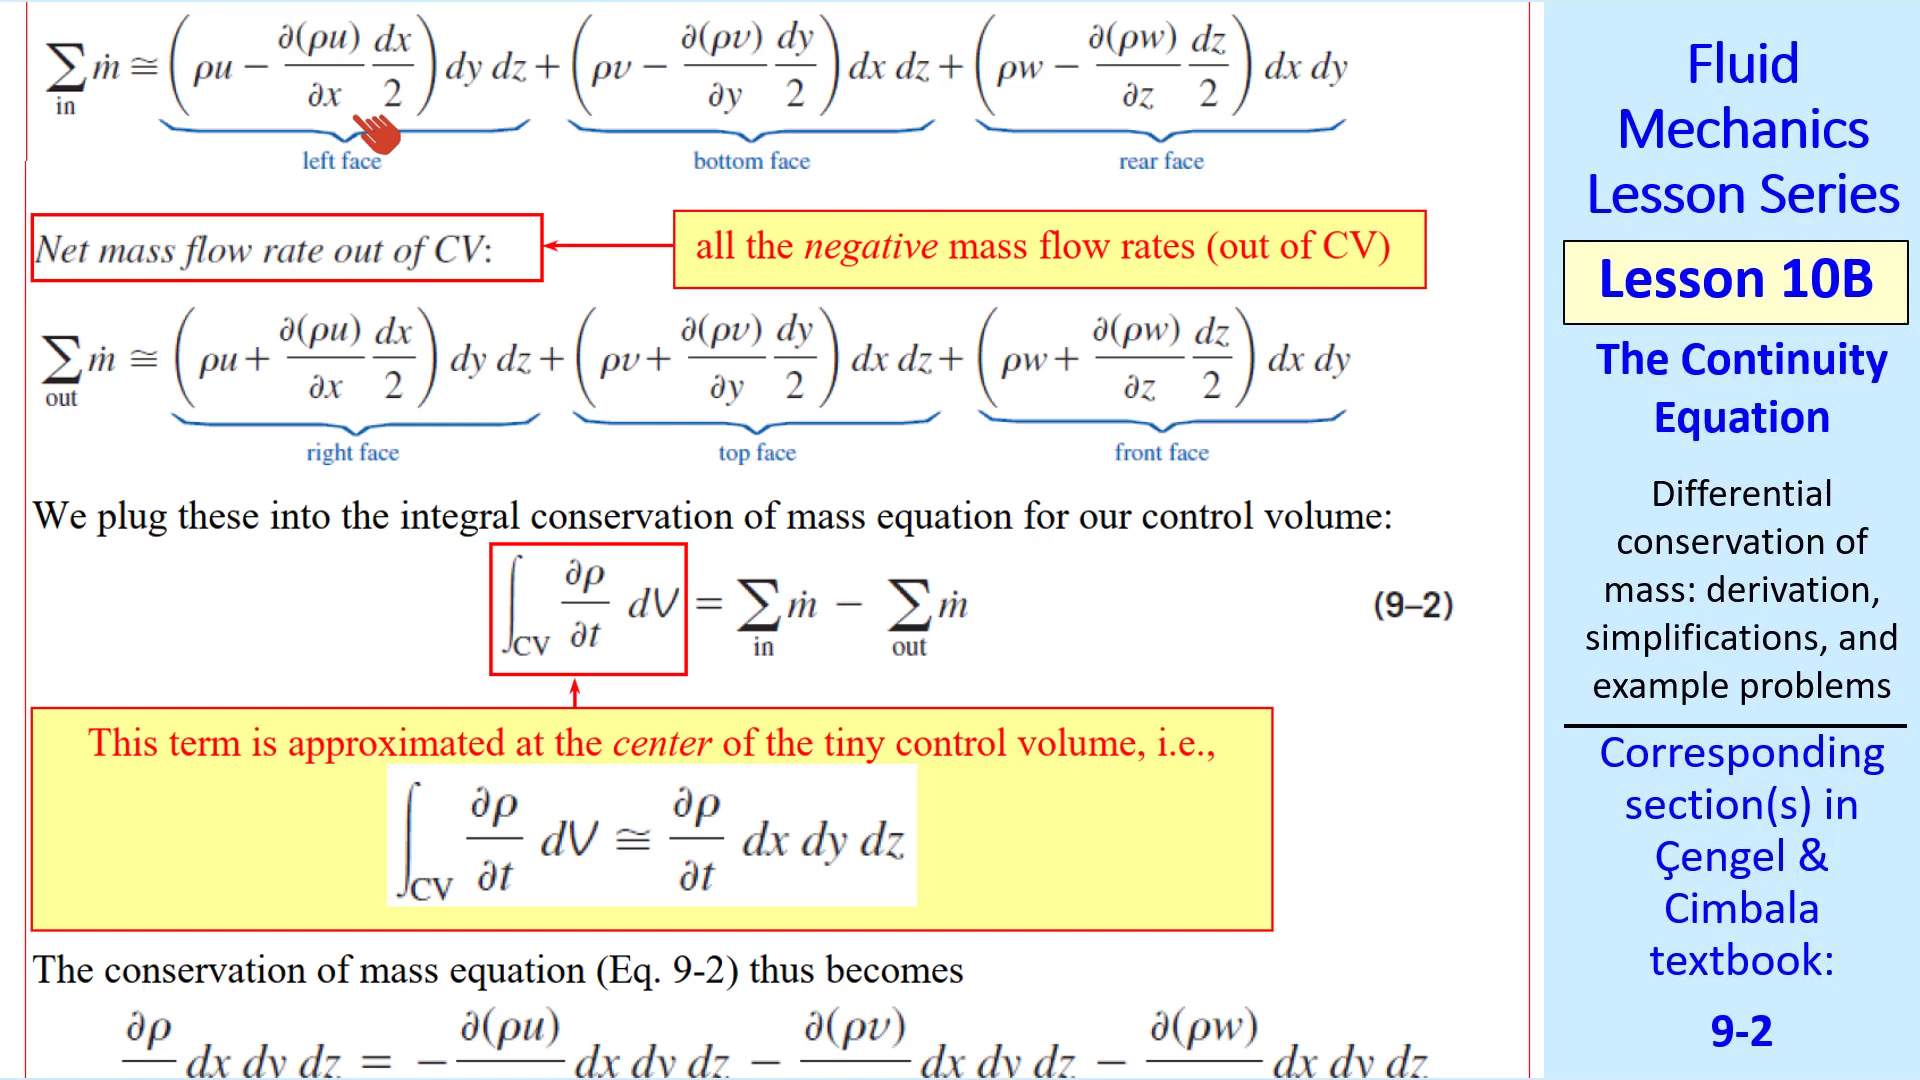 ∑ṁ ≅ (ρu − ∂(ρu)/∂x dx/2) dy dz + (ρv − ∂(ρv)/∂y dy/2) dx dz + (ρw − ∂(ρw)/∂z dz/2) dx dy
in
left face bottom face rear face
Net mass flow rate out of CV: all the negative mass flow rates (out of CV)
∑ṁ ≅ (ρu + ∂(ρu)/∂x dx/2) dy dz + (ρv + ∂(ρv)/∂y dy/2) dx dz + (ρw + ∂(ρw)/∂z dz/2) dx dy
out
right face top face front face
We plug these into the integral conservation of mass equation for our control volume:
∫CV ∂ρ/∂t dV = ∑ṁ − ∑ṁ (9–2)
in out
This term is approximated at the center of the tiny control volume, i.e.,
∫CV ∂ρ/∂t dV ≅ ∂ρ/∂t dx dy dz
The conservation of mass equation (Eq. 9-2) thus becomes
∂ρ dx dy dz = − ∂(ρu) dx dy dz − ∂(ρv) dx dy dz − ∂(ρw) dx dy dz
Fluid
Mechanics
Lesson Series
Lesson 10B
The Continuity
Equation
Differential
conservation of
mass: derivation,
simplifications, and
example problems
Corresponding
section(s) in
Çengel &
Cimbala
textbook:
9-2